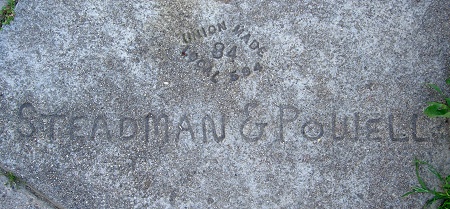 UNION MADE
84
LOCAL 594
STEADMAN & POWELL